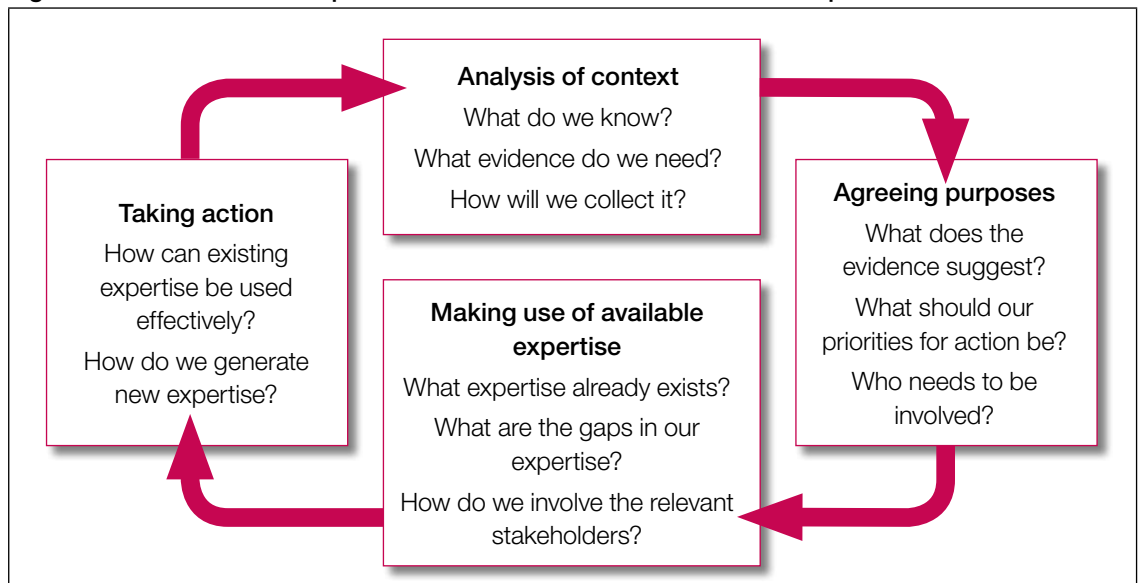 Analysis of context
What do we know?
What evidence do we need?
How will we collect it?
Agreeing purposes
What does the
evidence suggest?
What should our
priorities for action be?
Who needs to be
involved?
Making use of available
expertise
What expertise already exists?
What are the gaps in our
expertise?
How do we involve the relevant
stakeholders?
Taking action
How can existing
expertise be used
effectively?
How do we generate
new expertise?